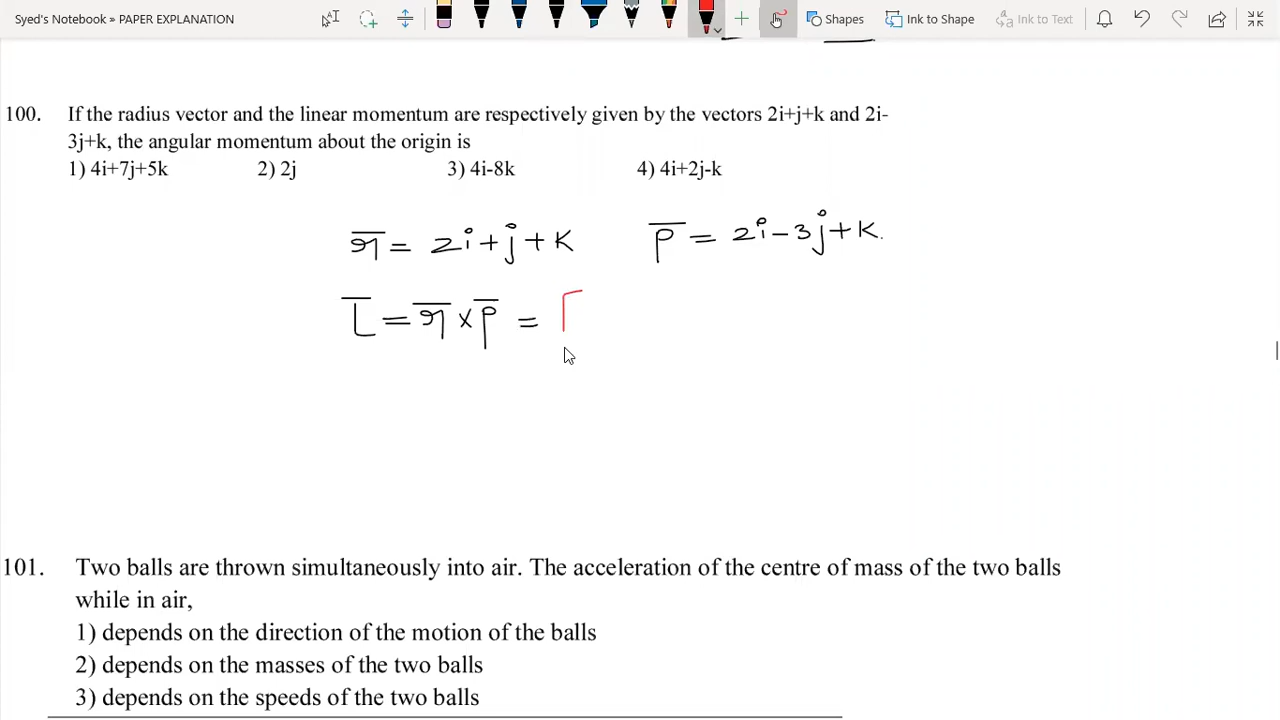 Syed's Notebook » PAPER EXPLANATION
Shapes
Ink to Shape
Ink to Text
100. If the radius vector and the linear momentum are respectively given by the vectors 2i+j+k and 2i-
3j+k, the angular momentum about the origin is
1) 4i+7j+5k 2) 2j 3) 4i-8k 4) 4i+2j-k
r̅ = 2i+j+k p̅ = 2i-3j+k.
L̅ = r̅ × p̅ =
101. Two balls are thrown simultaneously into air. The acceleration of the centre of mass of the two balls
while in air,
1) depends on the direction of the motion of the balls
2) depends on the masses of the two balls
3) depends on the speeds of the two balls